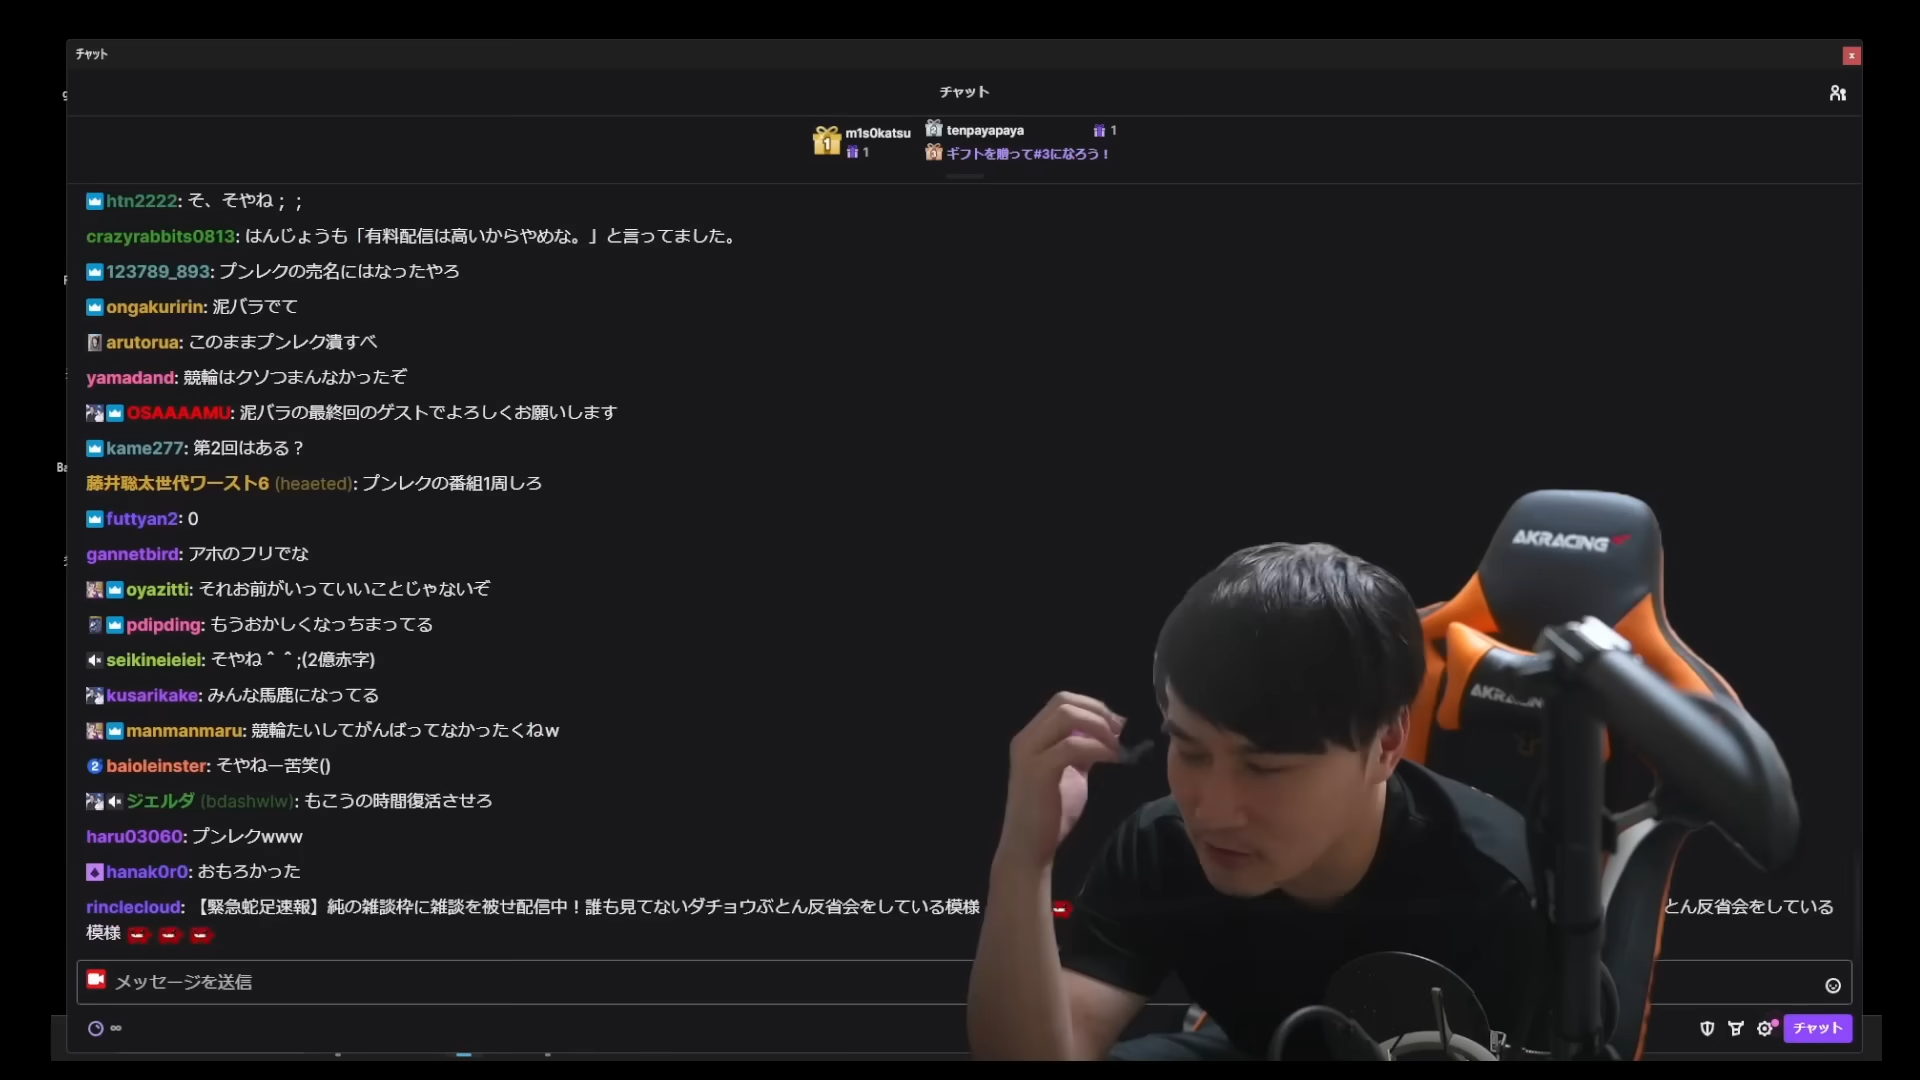 チャット
チャット
m1s0katsu
1
tenpayapaya 1
ギフトを贈って#3になろう！
htn2222: そ、そやね；；
crazyrabbits0813: はんじょうも「有料配信は高いからやめな。」と言ってました。
123789_893: プンレクの売名にはなったやろ
ongakuririn: 泥バラでて
arutorua: このままプンレク潰すべ
yamadand: 競輪はクソつまんなかったぞ
OSAAAAMU: 泥バラの最終回のゲストでよろしくお願いします
kame277: 第2回はある？
藤井聡太世代ワースト6 (heaeted): プンレクの番組1周しろ
futtyan2: 0
gannetbird: アホのフリでな
oyazitti: それお前がいっていいことじゃないぞ
pdipding: もうおかしくなっちまってる
seikineieiei: そやね＾＾;(2億赤字)
kusarikake: みんな馬鹿になってる
manmanmaru: 競輪たいしてがんばってなかったくねw
baioleinster: そやねー苦笑()
ジェルダ (bdashwlw): もこうの時間復活させろ
haru03060: プンレクwww
hanak0r0: おもろかった
rinclecloud: 【緊急蛇足速報】純の雑談枠に雑談を被せ配信中！誰も見てないダチョウぶとん反省会をしている模様 とん反省会をしている
模様
メッセージを送信
∞
チャット
AKRACING